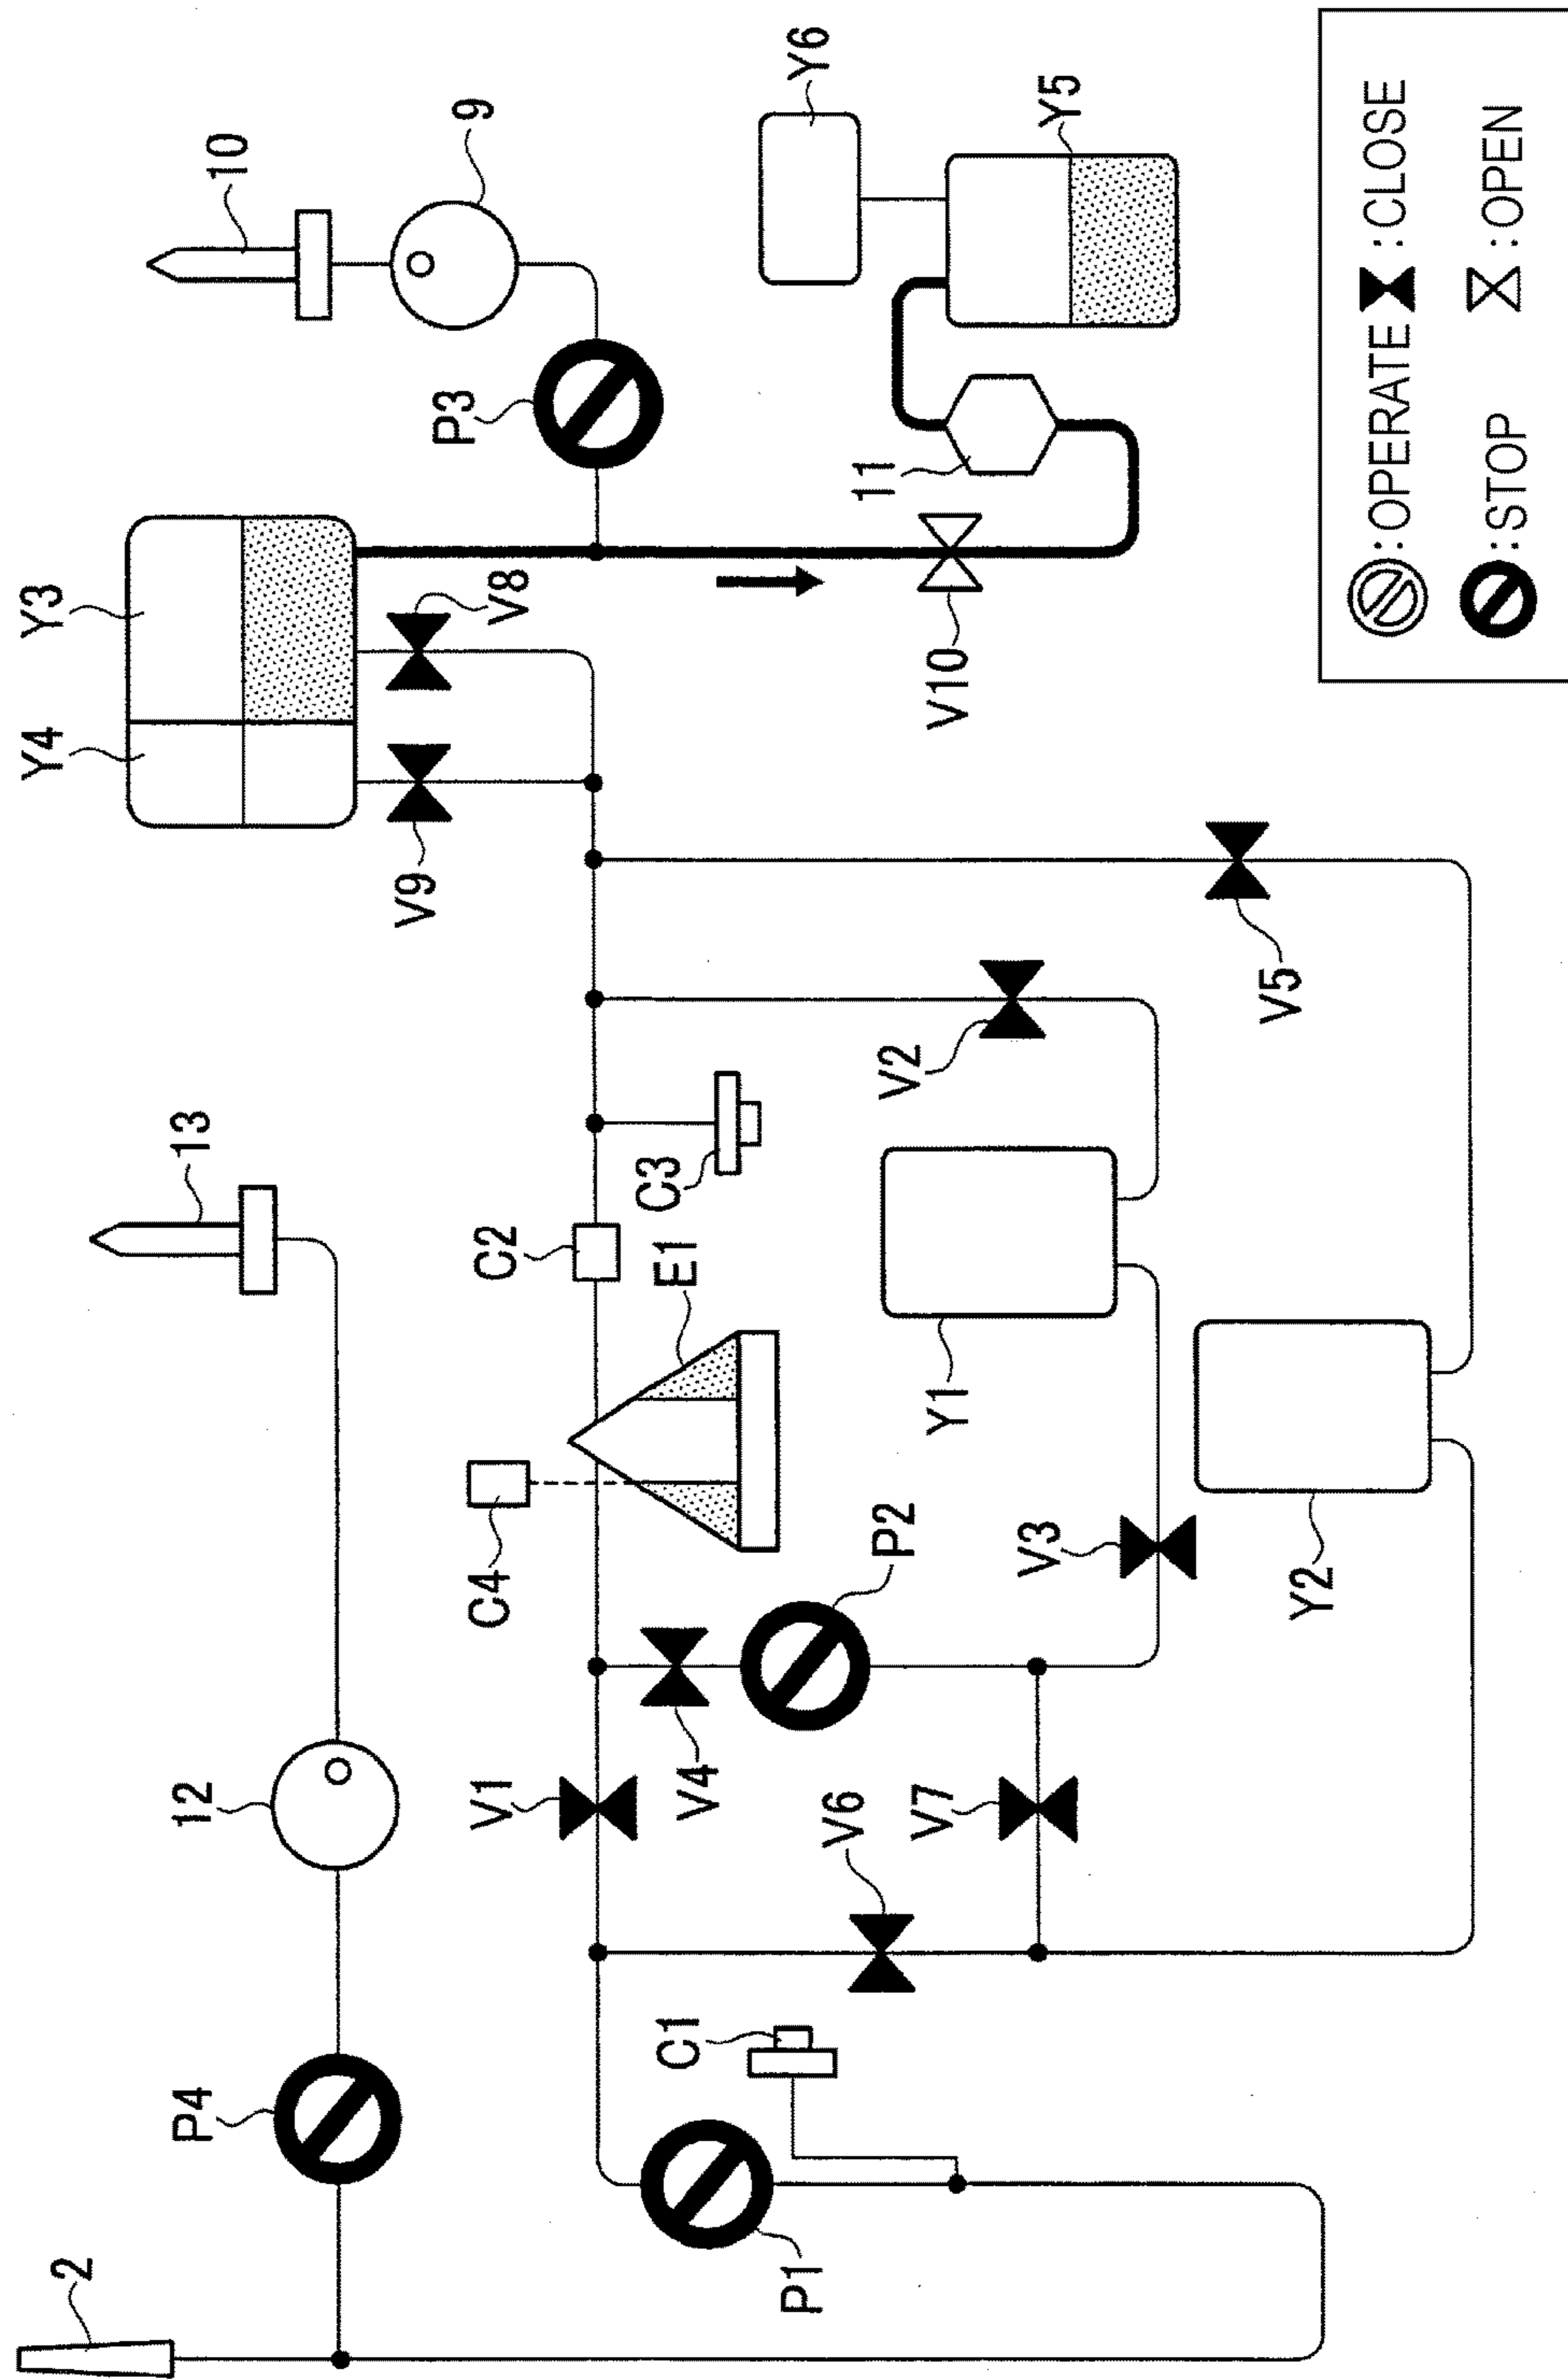 2
P4
12
13
Y4
Y3
10
9
P3
V9
V8
C4
C2
E1
C3
V1
V4
P2
V10
11
Y6
Y5
P1
C1
V6
V7
V3
Y1
V2
Y2
V5
:OPERATE :CLOSE
:STOP :OPEN